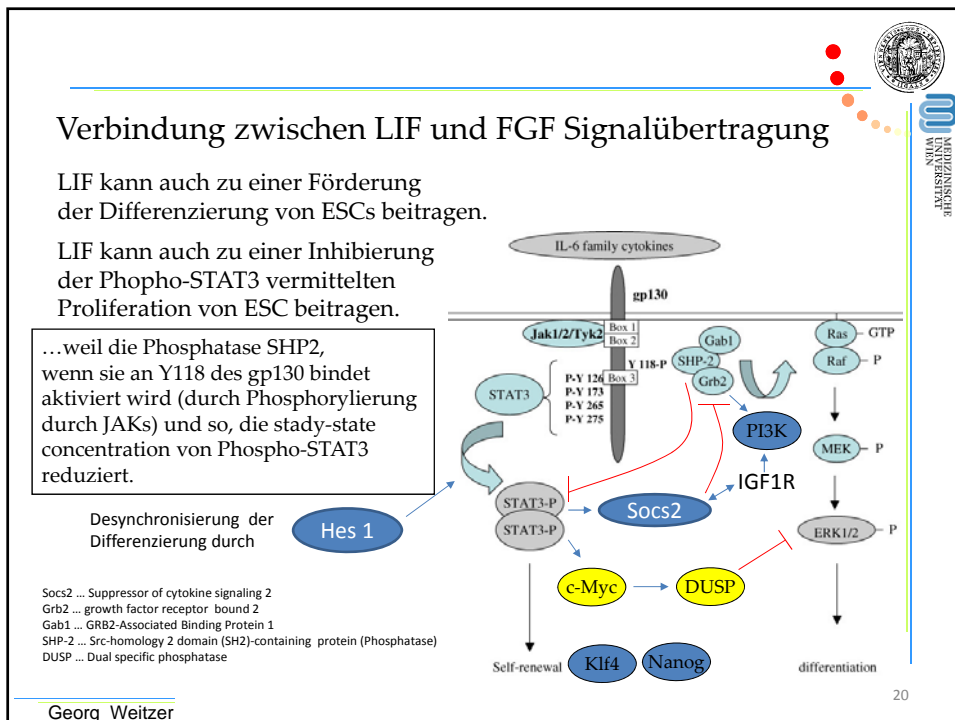 MEDIZINISCHE
UNIVERSITÄT
WIEN
Verbindung zwischen LIF und FGF Signalübertragung
LIF kann auch zu einer Förderung
der Differenzierung von ESCs beitragen.
LIF kann auch zu einer Inhibierung
der Phopho-STAT3 vermittelten
Proliferation von ESC beitragen.
…weil die Phosphatase SHP2,
wenn sie an Y118 des gp130 bindet
aktiviert wird (durch Phosphorylierung
durch JAKs) und so, die stady-state
concentration von Phospho-STAT3
reduziert.
Desynchronisierung der
Differenzierung durch
Hes 1
IL-6 family cytokines
gp130
Jak1/2/Tyk2
Box 1
Box 2
Box 3
Y 118-P
P-Y 126
P-Y 173
P-Y 265
P-Y 275
STAT3
SHP-2
Gab1
Grb2
Ras
GTP
Raf
P
PI3K
MEK
P
IGF1R
STAT3-P
STAT3-P
Socs2
ERK1/2
P
c-Myc
DUSP
Self-renewal
Klf4
Nanog
differentiation
Socs2 … Suppressor of cytokine signaling 2
Grb2 … growth factor receptor bound 2
Gab1 … GRB2-Associated Binding Protein 1
SHP-2 … Src-homology 2 domain (SH2)-containing protein (Phosphatase)
DUSP … Dual specific phosphatase
20
Georg Weitzer